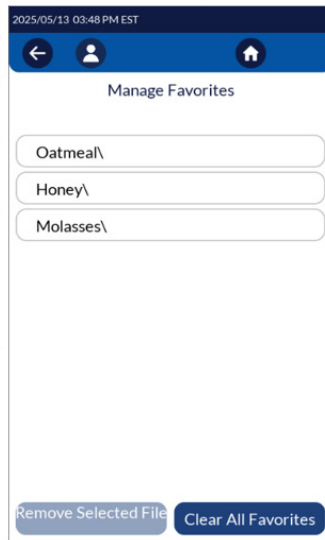 2025/05/13 03:48 PM EST
Manage Favorites
Oatmeal\
Honey\
Molasses\
Remove Selected File
Clear All Favorites